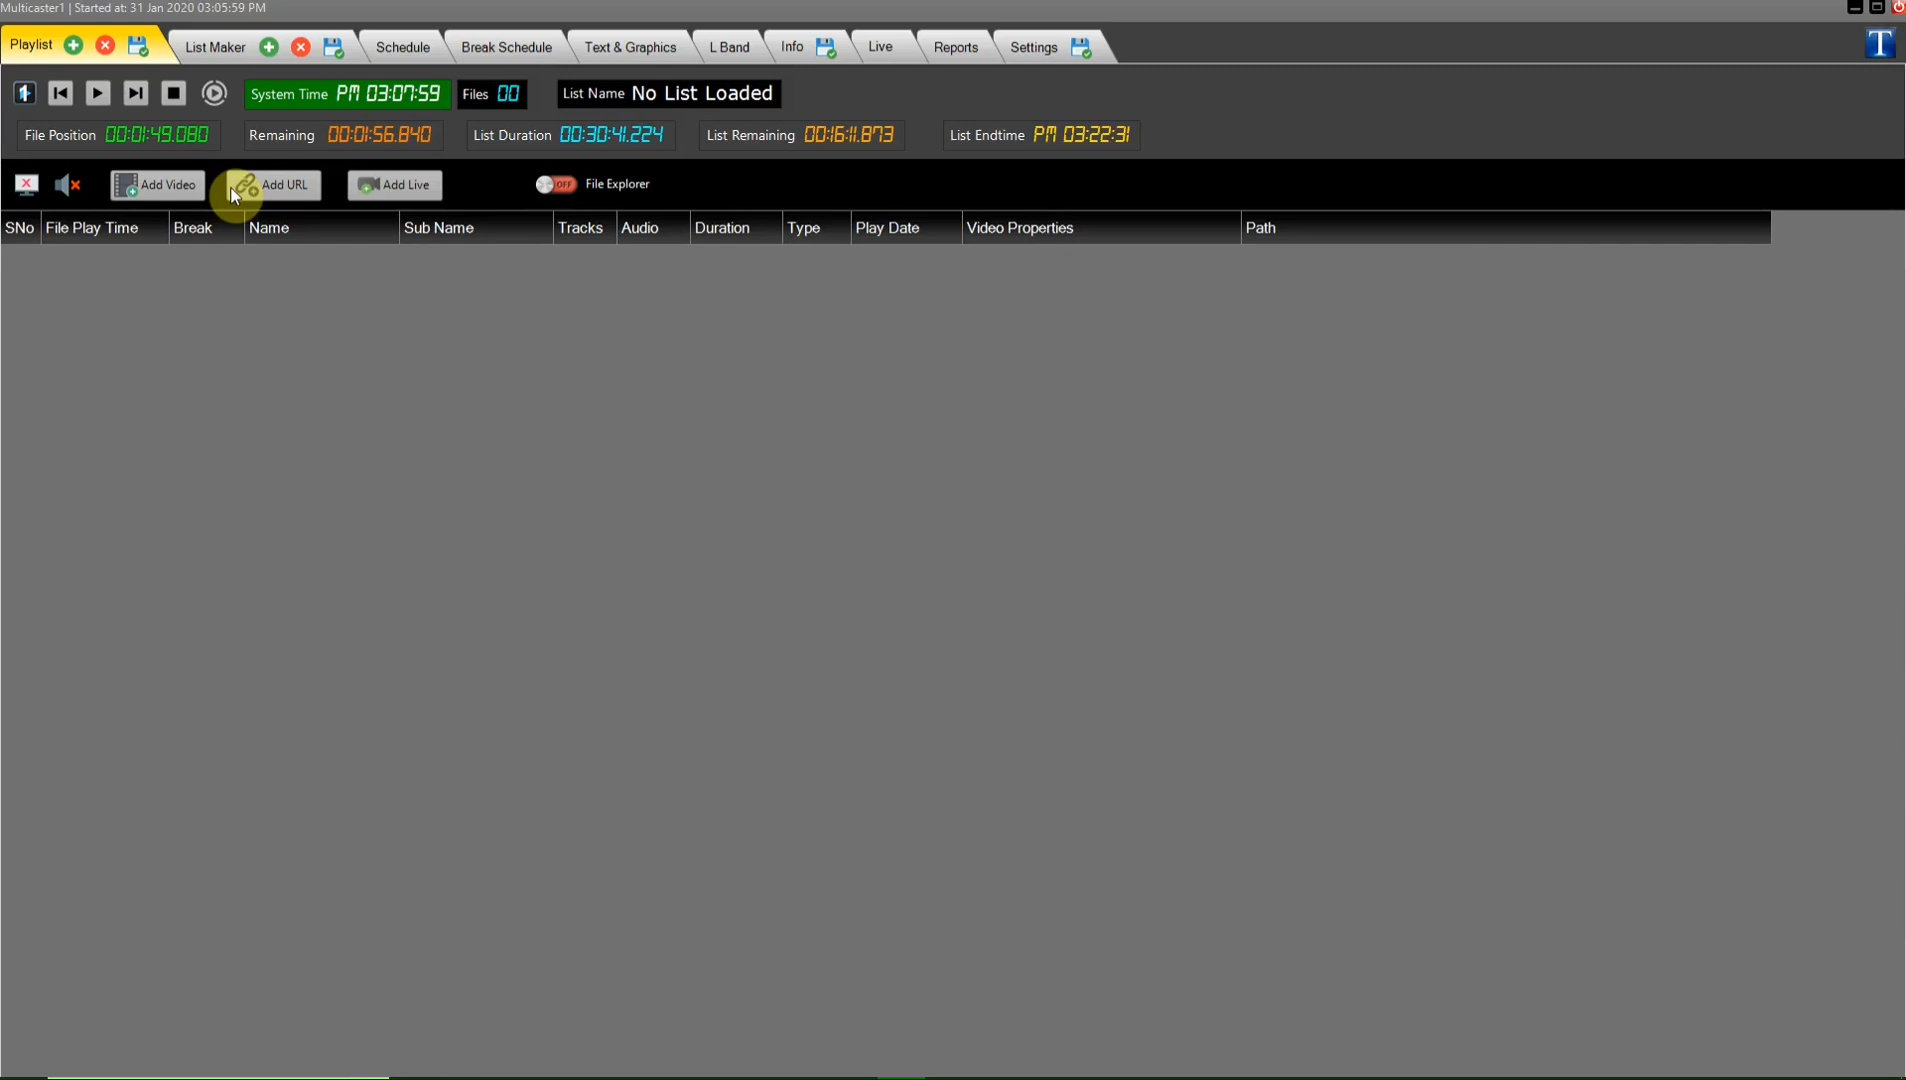 Multicaster1 | Started at: 31 Jan 2020 03:05:59 PM
Playlist List Maker Schedule Break Schedule Text & Graphics L Band Info Live Reports Settings T
System Time PM 03:07:59 Files 00 List Name No List Loaded
File Position 00:01:49.080 Remaining 00:01:56.840 List Duration 00:30:41.224 List Remaining 00:16:11.873 List Endtime PM 03:22:31
Add Video Add URL Add Live OFF File Explorer
SNo File Play Time Break Name Sub Name Tracks Audio Duration Type Play Date Video Properties Path